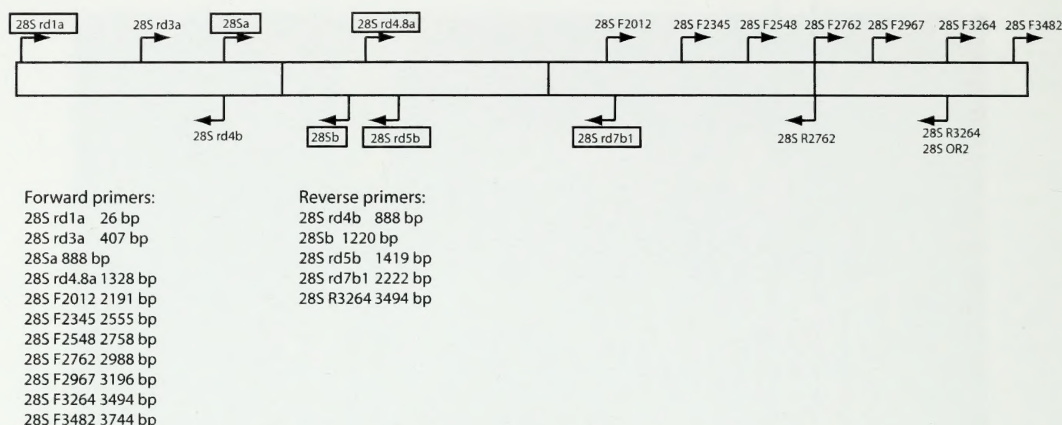 28S rd1a 28S rd3a 28Sa 28S rd4.8a 28S F2012 28S F2345 28S F2548 28S F2762 28S F2967 28S F3264 28S F3482
28S rd4b 28Sb 28S rd5b 28S rd7b1 28S R2762 28S R3264
28S OR2
Forward primers:
28S rd1a 26 bp
28S rd3a 407 bp
28Sa 888 bp
28S rd4.8a 1328 bp
28S F2012 2191 bp
28S F2345 2555 bp
28S F2548 2758 bp
28S F2762 2988 bp
28S F2967 3196 bp
28S F3264 3494 bp
28S F3482 3744 bp
Reverse primers:
28S rd4b 888 bp
28Sb 1220 bp
28S rd5b 1419 bp
28S rd7b1 2222 bp
28S R3264 3494 bp